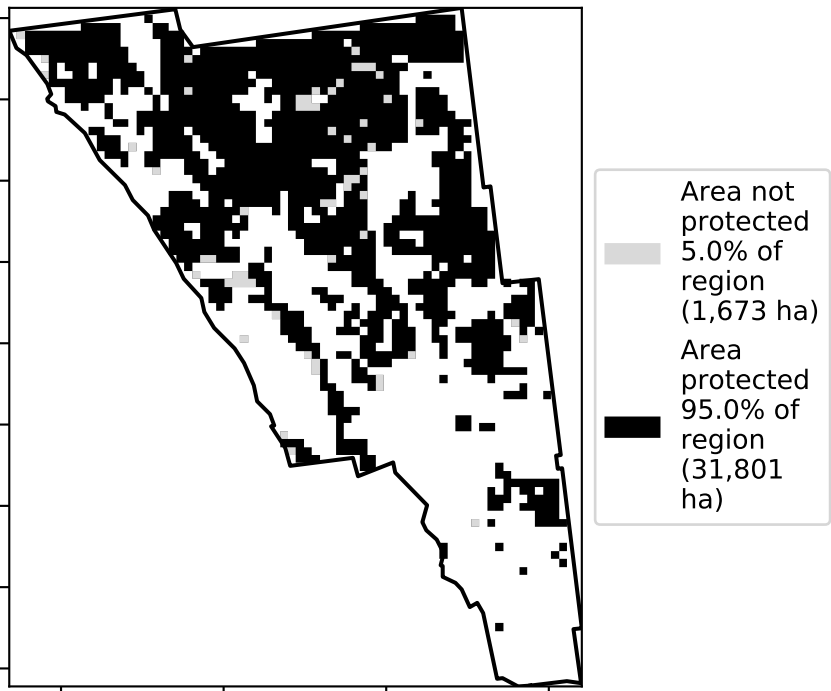 Area not
protected
5.0% of
region
(1,673 ha)
Area
protected
95.0% of
region
(31,801
ha)